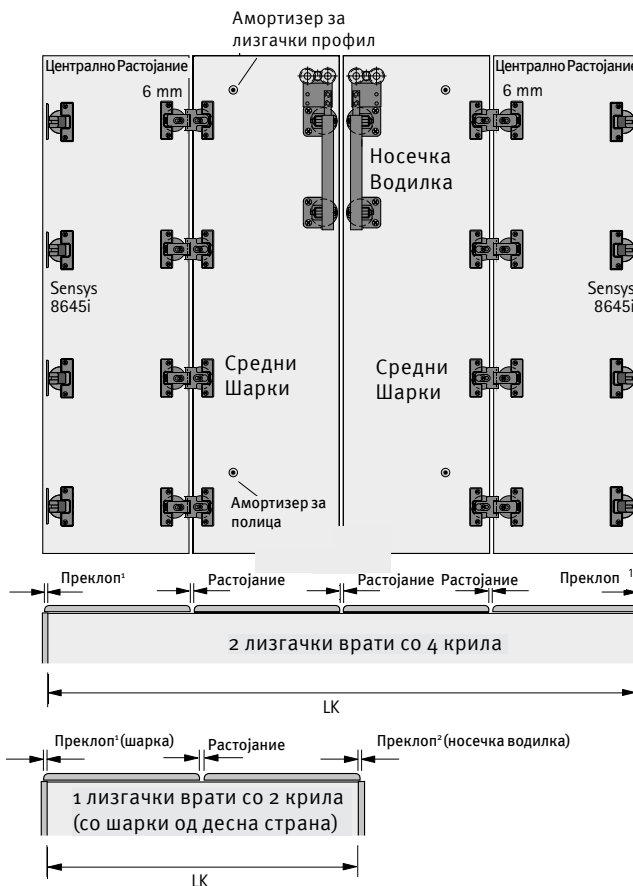 Амортизер за
лизгачки профил
Централно Растојание
Централно Растојание
6 mm
6 mm
Носечка
Водилка
Sensys
8645i
Sensys
8645i
Средни
Шарки
Средни
Шарки
Амортизер за
полица
Преклоп¹
Растојание
Растојание
Растојание
Преклоп ¹
2 лизгачки врати со 4 крила
LK
Преклоп¹ (шарка)
Растојание
Преклоп² (носечка водилка)
1 лизгачки врати со 2 крила
(со шарки од десна страна)
LK